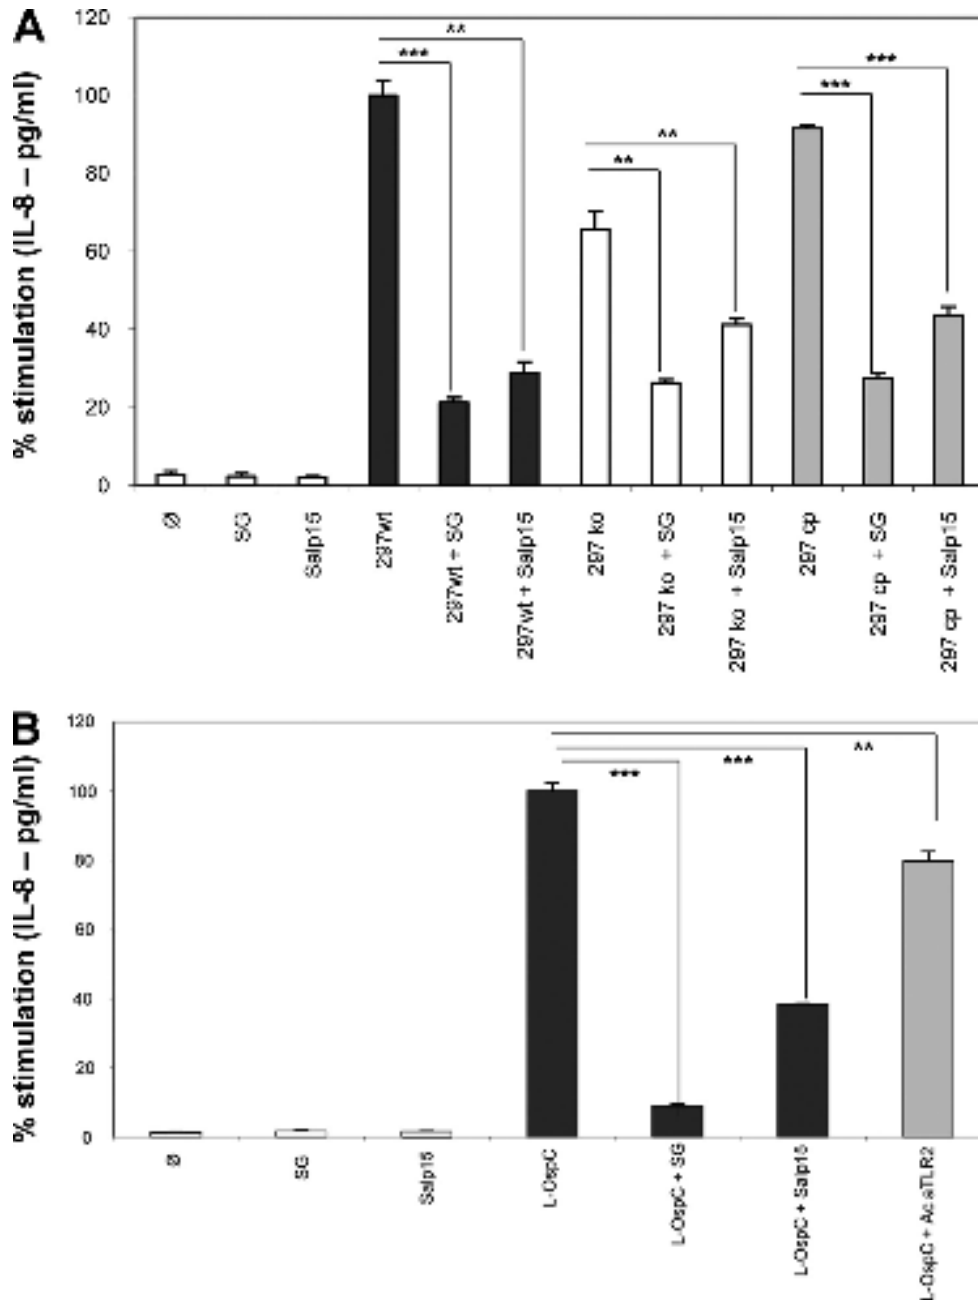 A
% stimulation (IL-8 – pg/ml)
120
100
80
60
40
20
0
**
***
**
**
***
***
Ø
SG
Salp15
297wt
297wt + SG
297wt + Salp15
297 ko
297 ko + SG
297 ko + Salp15
297 cp
297 cp + SG
297 cp + Salp15
B
% stimulation (IL-8 – pg/ml)
120
100
80
60
40
20
0
**
***
***
Ø
SG
Salp15
L-OspC
L-OspC + SG
L-OspC + Salp15
L-OspC + Ac aTLR2